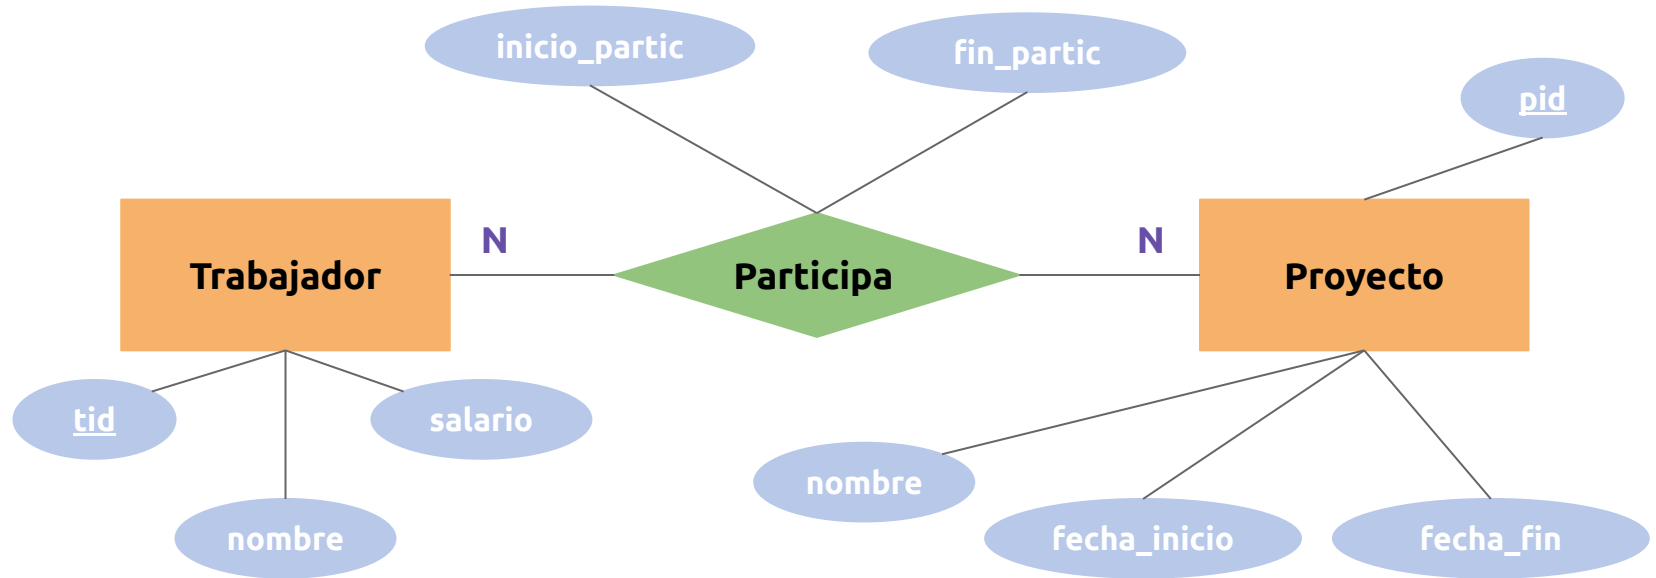 inicio_partic
fin_partic
pid
Trabajador
N
Participa
N
Proyecto
tid
salario
nombre
nombre
fecha_inicio
fecha_fin